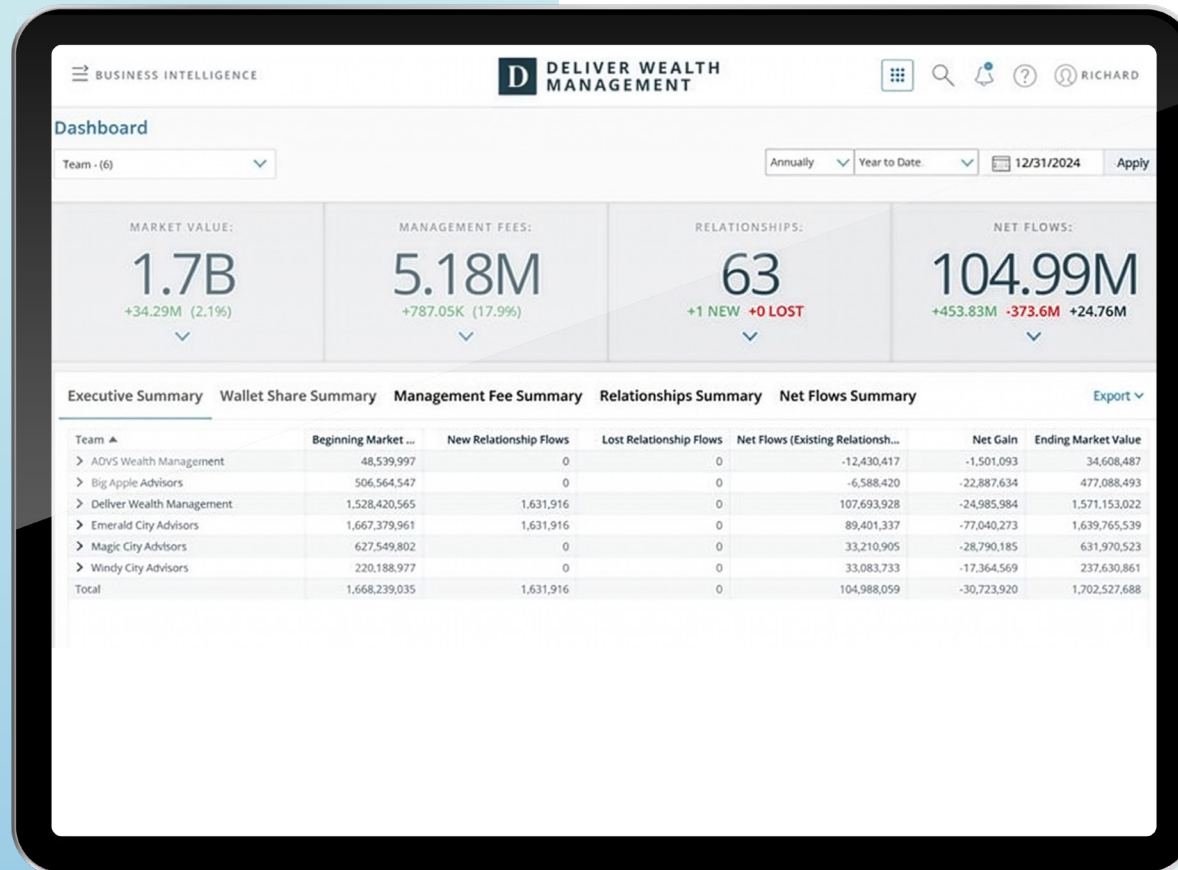 BUSINESS INTELLIGENCE
D DELIVER WEALTH
MANAGEMENT
RICHARD
Dashboard
Team - (6)
Annually
Year to Date
12/31/2024
Apply
MARKET VALUE:
1.7B
+34.29M (2.1%)
MANAGEMENT FEES:
5.18M
+787.05K (17.9%)
RELATIONSHIPS:
63
+1 NEW +0 LOST
NET FLOWS:
104.99M
+453.83M -373.6M +24.76M
Executive Summary Wallet Share Summary Management Fee Summary Relationships Summary Net Flows Summary Export
Team Beginning Market ... New Relationship Flows Lost Relationship Flows Net Flows (Existing Relationsh... Net Gain Ending Market Value
ADVS Wealth Management 48,539,997 0 0 -12,430,417 -1,501,093 34,608,487
Big Apple Advisors 506,564,547 0 0 -6,588,420 -22,887,634 477,088,493
Deliver Wealth Management 1,528,420,565 1,631,916 0 107,693,928 -24,985,984 1,571,153,022
Emerald City Advisors 1,667,379,961 1,631,916 0 89,401,337 -77,040,273 1,639,765,539
Magic City Advisors 627,549,802 0 0 33,210,905 -28,790,185 631,970,523
Windy City Advisors 220,188,977 0 0 33,083,733 -17,364,569 237,630,861
Total 1,668,239,035 1,631,916 0 104,988,059 -30,723,920 1,702,527,688